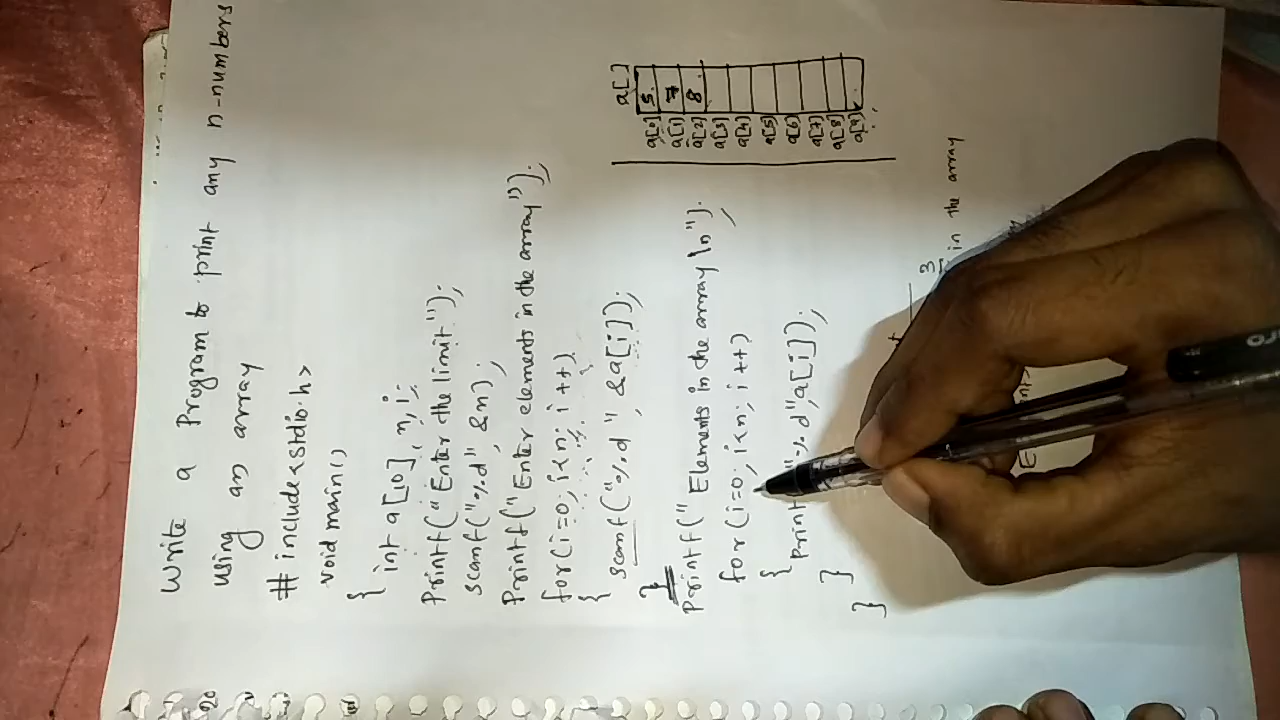 Write a Program to print any n-numbers
using an array
# include<stdio.h>
void main()
{ int a[10], n, i;
Printf("Enter the limit");
scanf("%d", &n);
Printf("Enter elements in the array");
for(i=0; i<n; i++)
{
scanf("%d", &a[i]);
}
Printf("Elements in the array \n");
for(i=0; i<n; i++)
{
Print "%d",a[i]);
}
}
a[]
a[0] 5
a[1] 7
a[2] 8
a[3]
a[4]
a[5]
a[6]
a[7]
a[8]
a[9]
3
in the array